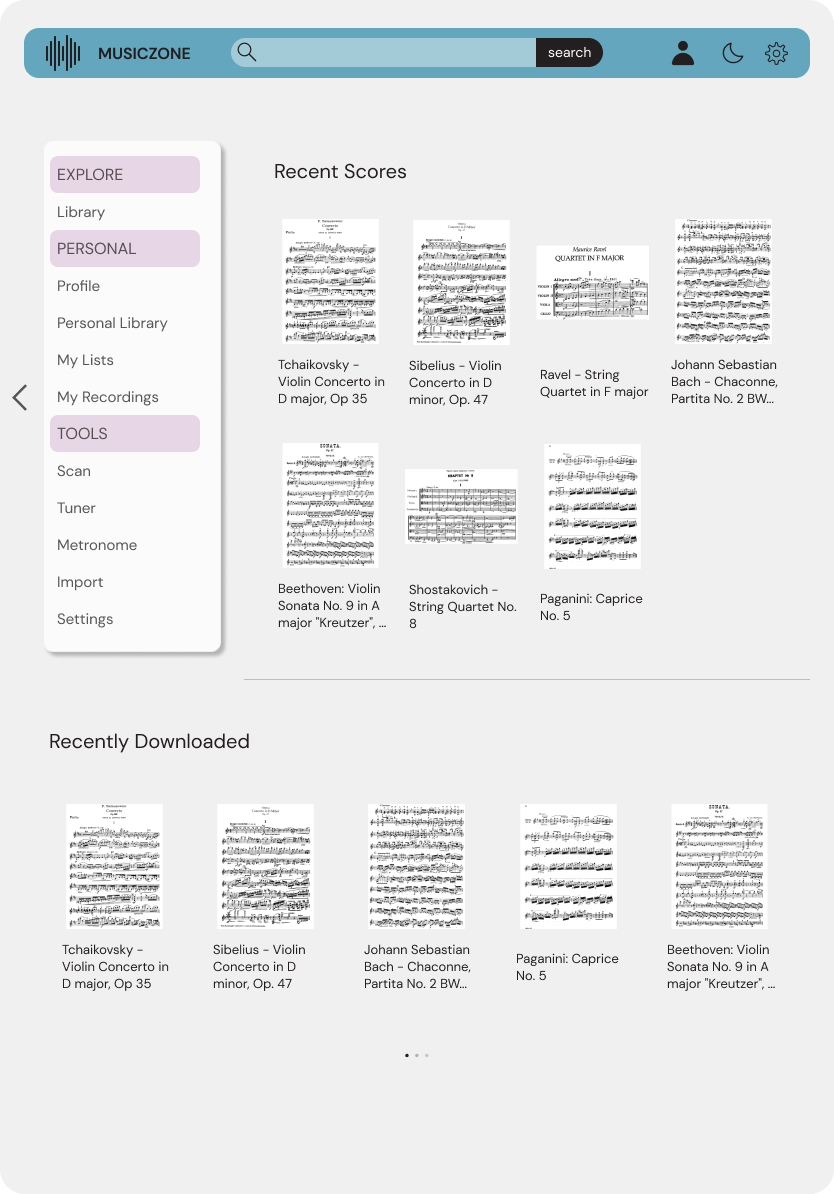 MUSICZONE
search
EXPLORE
Library
PERSONAL
Profile
Personal Library
My Lists
My Recordings
TOOLS
Scan
Tuner
Metronome
Import
Settings
Recent Scores
Tchaikovsky -
Violin Concerto in
D major, Op 35
Sibelius - Violin
Concerto in D
minor, Op. 47
Maurice Ravel
QUARTET IN F MAJOR
I
VIOLIN I
VIOLIN II
VIOLA
CELLO
Ravel - String
Quartet in F major
Johann Sebastian
Bach - Chaconne,
Partita No. 2 BW...
SONATA.
Beethoven: Violin
Sonata No. 9 in A
major "Kreutzer", ...
Shostakovich -
String Quartet No.
8
Paganini: Caprice
No. 5
Recently Downloaded
Tchaikovsky -
Violin Concerto in
D major, Op 35
Sibelius - Violin
Concerto in D
minor, Op. 47
Johann Sebastian
Bach - Chaconne,
Partita No. 2 BW...
Paganini: Caprice
No. 5
SONATA.
Beethoven: Violin
Sonata No. 9 in A
major "Kreutzer", ...